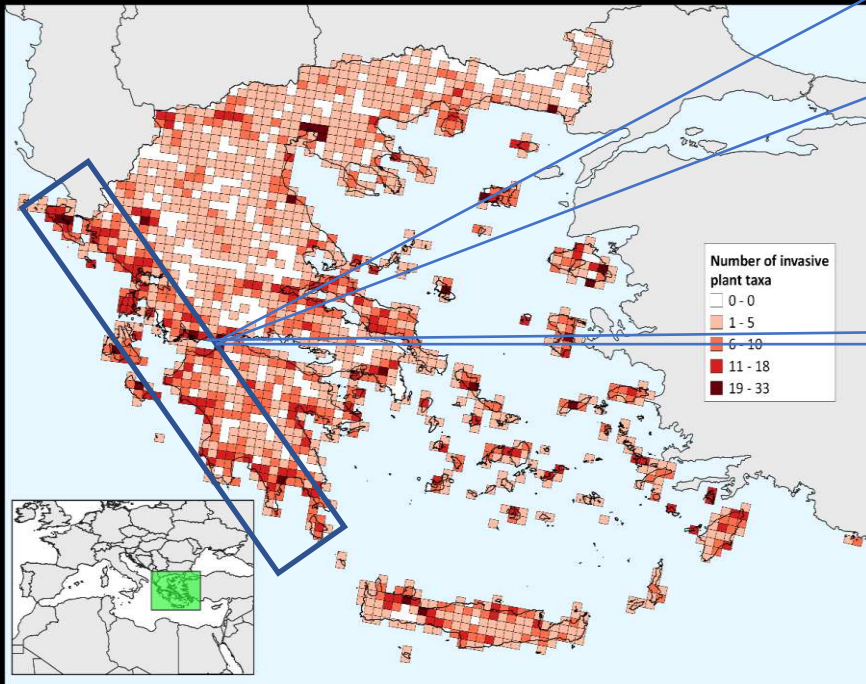 Number of invasive
plant taxa
0 - 0
1 - 5
6 - 10
11 - 18
19 - 33